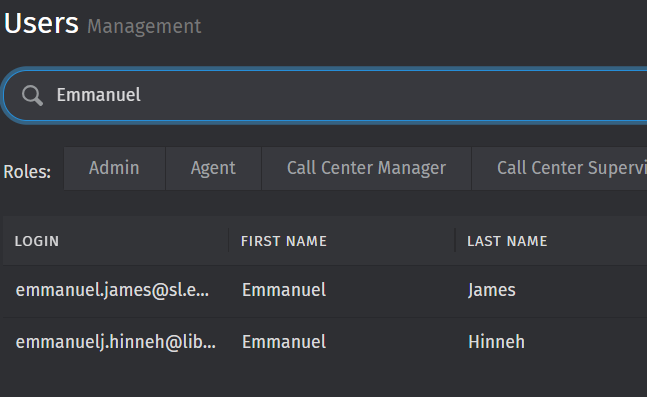 Users Management
Emmanuel
Roles: Admin Agent Call Center Manager Call Center Supervi
LOGIN FIRST NAME LAST NAME
emmanuel.james@sl.e... Emmanuel James
emmanuelj.hinneh@lib... Emmanuel Hinneh